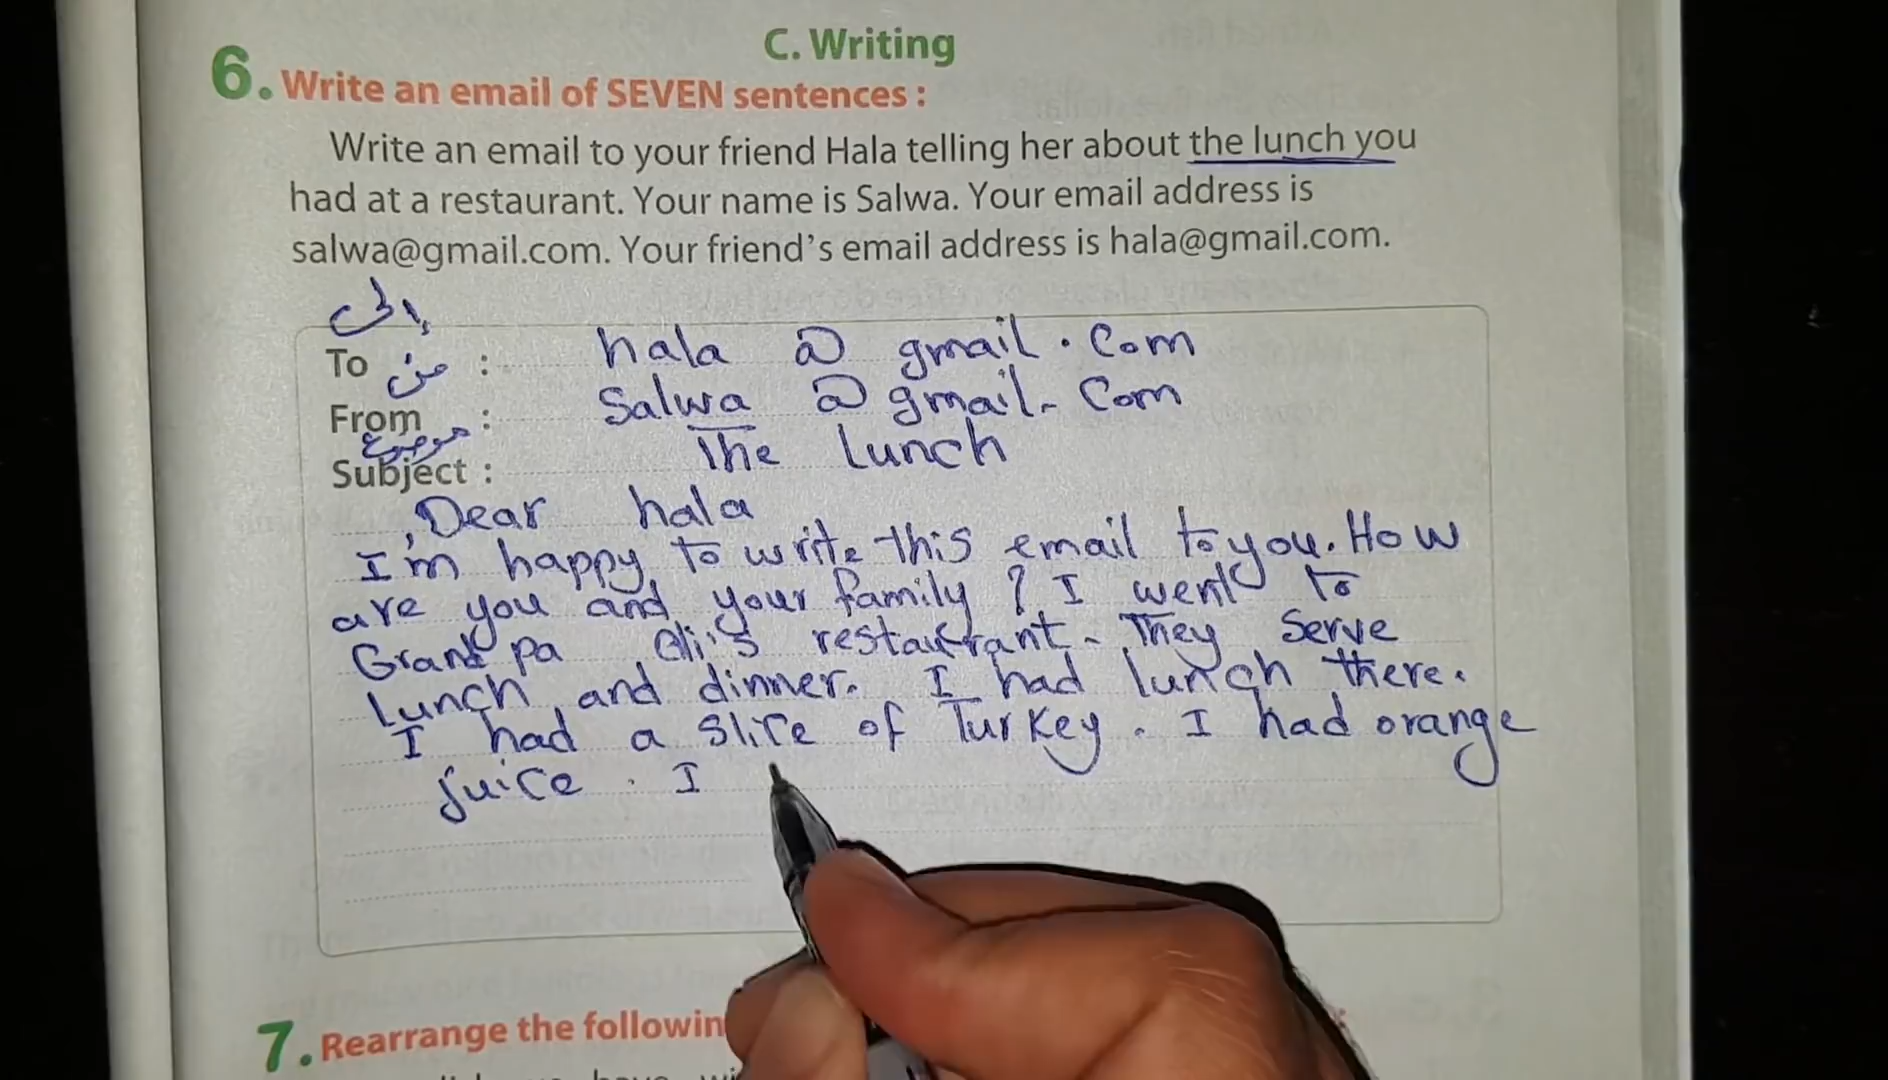 C. Writing
6. Write an email of SEVEN sentences :
Write an email to your friend Hala telling her about the lunch you
had at a restaurant. Your name is Salwa. Your email address is
salwa@gmail.com. Your friend's email address is hala@gmail.com.
إلى
To : hala @ gmail . Com
من
From : Salwa @ gmail . Com
موضوع
Subject : The Lunch
Dear hala
I'm happy to write this email to you. How
are you and your family ? I went to
Grand pa Ali's restaurant. They Serve
Lunch and dinner. I had lunch there.
I had a slice of Turkey . I had orange
juice . I
7. Rearrange the followin